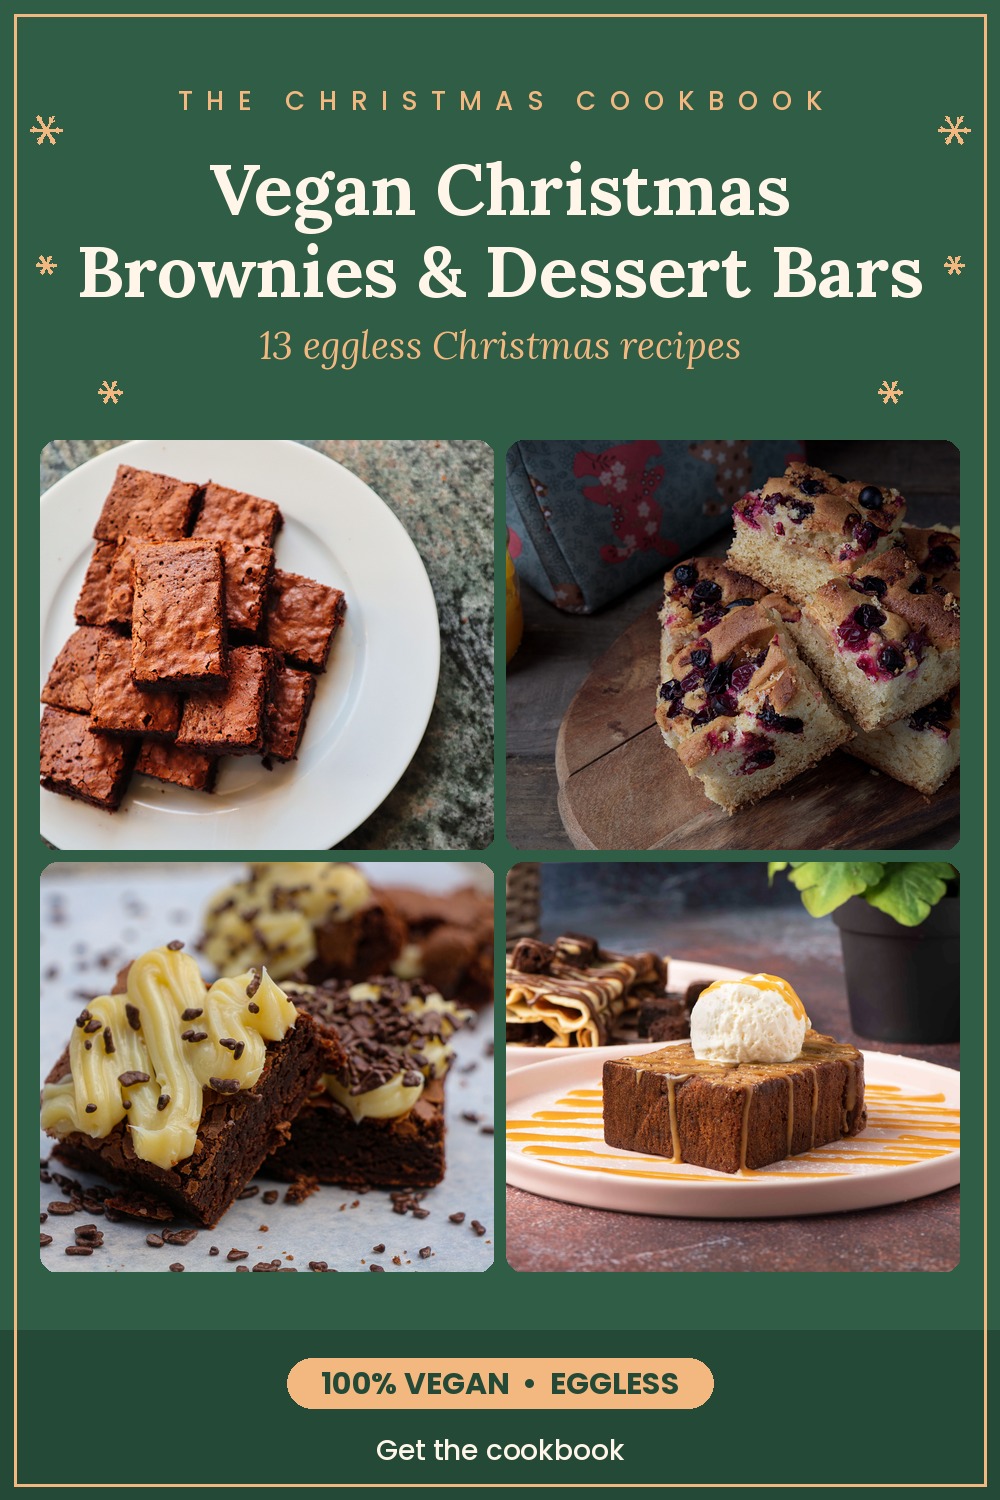 THE CHRISTMAS COOKBOOK
Vegan Christmas
Brownies & Dessert Bars
13 eggless Christmas recipes
100% VEGAN • EGGLESS
Get the cookbook